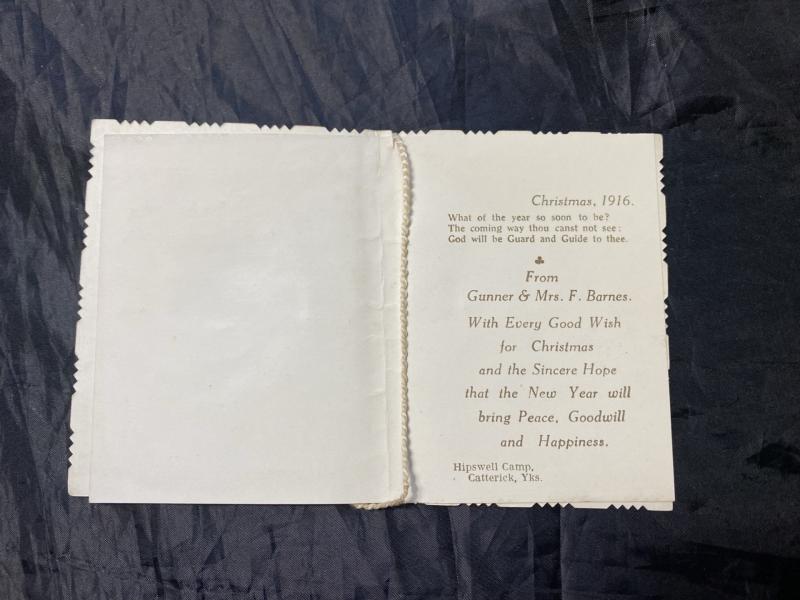 Christmas, 1916.
What of the year so soon to be?
The coming way thou canst not see:
God will be Guard and Guide to thee.
From
Gunner & Mrs. F. Barnes.
With Every Good Wish
for Christmas
and the Sincere Hope
that the New Year will
bring Peace, Goodwill
and Happiness.
Hipswell Camp,
Catterick, Yks.